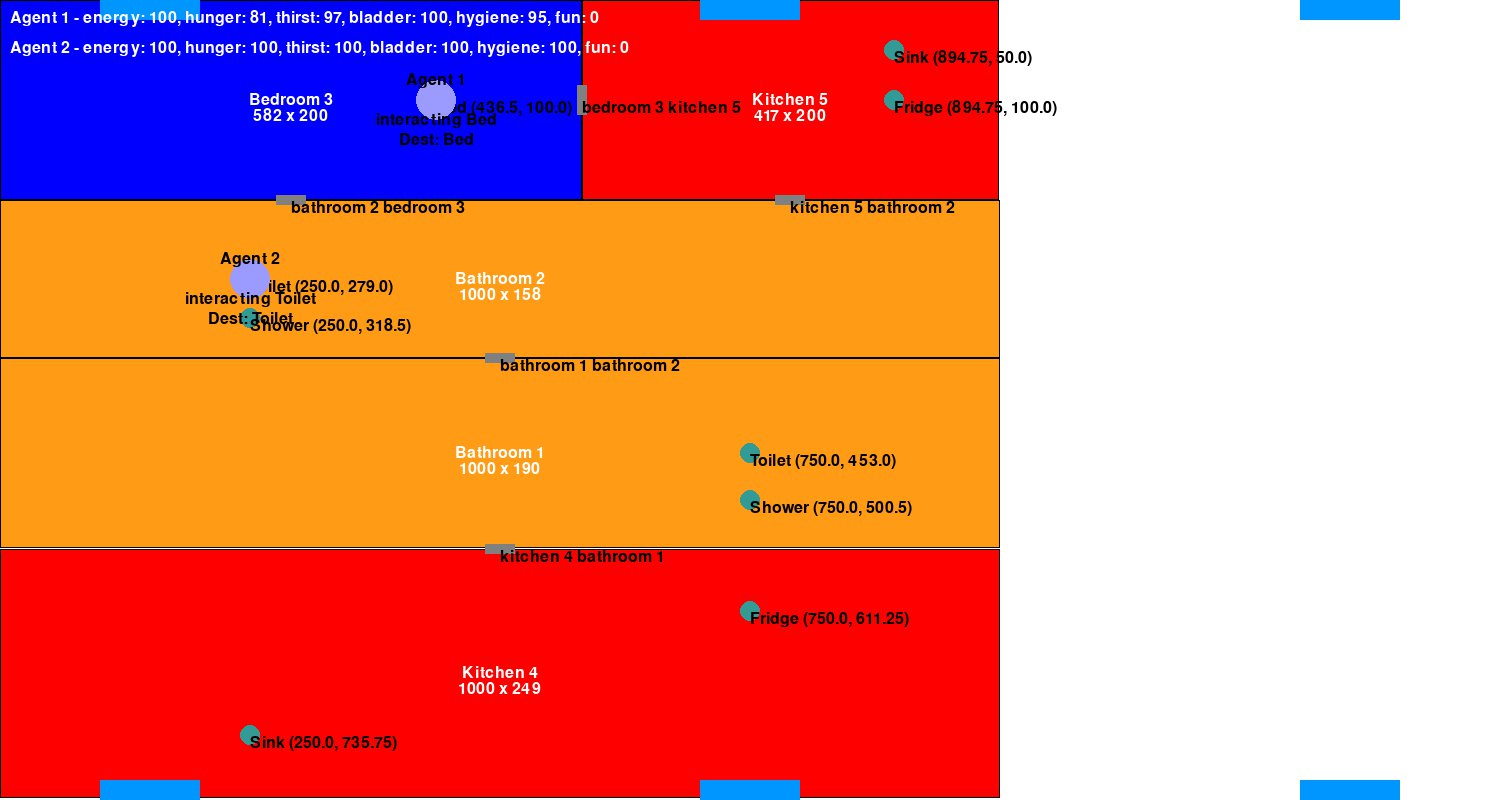 Agent 1 - energy: 100, hunger: 81, thirst: 97, bladder: 100, hygiene: 95, fun: 0
Agent 2 - energy: 100, hunger: 100, thirst: 100, bladder: 100, hygiene: 100, fun: 0
Sink (894.75, 50.0)
Agent 1
Bedroom 3
582 x 200
(436.5, 100.0)
interacting Bed
Dest: Bed
bedroom 3 kitchen 5
Kitchen 5
417 x 200
Fridge (894.75, 100.0)
bathroom 2 bedroom 3
kitchen 5 bathroom 2
Agent 2
(250.0, 279.0)
interacting Toilet
Dest: Toilet
Shower (250.0, 318.5)
Bathroom 2
1000 x 158
bathroom 1 bathroom 2
Bathroom 1
1000 x 190
Toilet (750.0, 453.0)
Shower (750.0, 500.5)
kitchen 4 bathroom 1
Fridge (750.0, 611.25)
Kitchen 4
1000 x 249
Sink (250.0, 735.75)